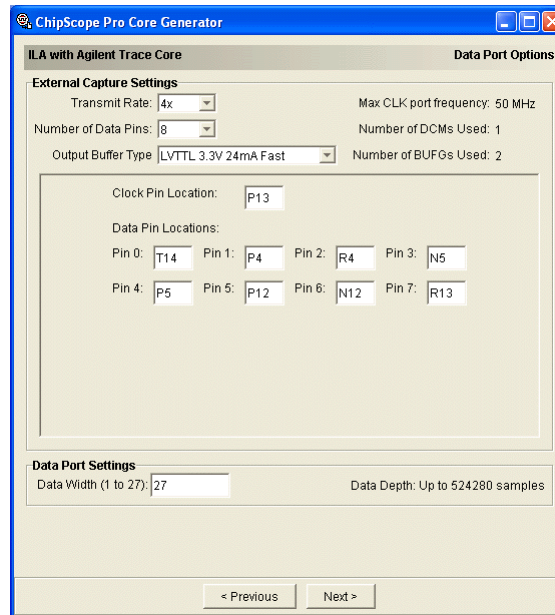 ChipScope Pro Core Generator
ILA with Agilent Trace Core Data Port Options
External Capture Settings
Transmit Rate: 4x Max CLK port frequency: 50 MHz
Number of Data Pins: 8 Number of DCMs Used: 1
Output Buffer Type LVTTL 3.3V 24mA Fast Number of BUFGs Used: 2
Clock Pin Location: P13
Data Pin Locations:
Pin 0: T14 Pin 1: P4 Pin 2: R4 Pin 3: N5
Pin 4: P5 Pin 5: P12 Pin 6: N12 Pin 7: R13
Data Port Settings
Data Width (1 to 27): 27 Data Depth: Up to 524280 samples
< Previous Next >